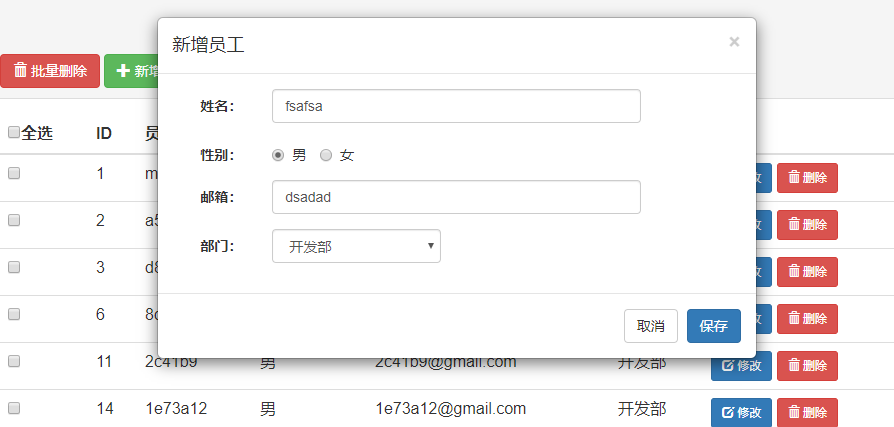 新增员工 ×
批量删除 新增
姓名: fsafsa
全选 ID 员
性别: 男 女
1 m 改 删除
邮箱: dsadad
2 a5 改 删除
部门: 开发部
3 d8 改 删除
6 8c 改 删除
取消 保存
11 2c41b9 男 2c41b9@gmail.com 开发部 修改 删除
14 1e73a12 男 1e73a12@gmail.com 开发部 修改 删除